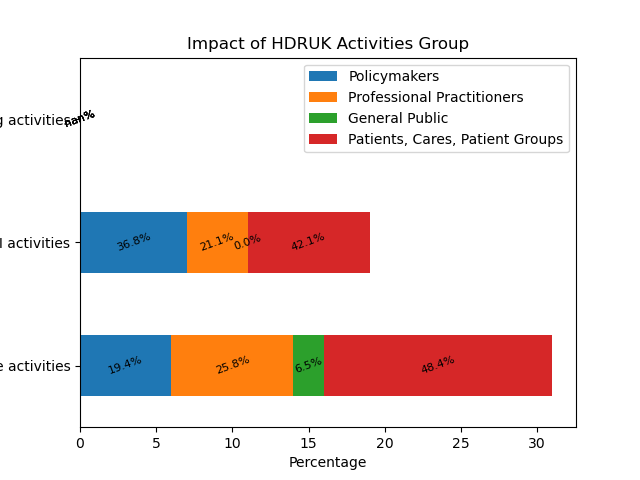 Impact of HDRUK Activities Group
Policymakers
Professional Practitioners
General Public
Patients, Cares, Patient Groups
g activities
nan%
I activities
36.8%
21.1%
0.0%
42.1%
e activities
19.4%
25.8%
6.5%
48.4%
0 5 10 15 20 25 30
Percentage